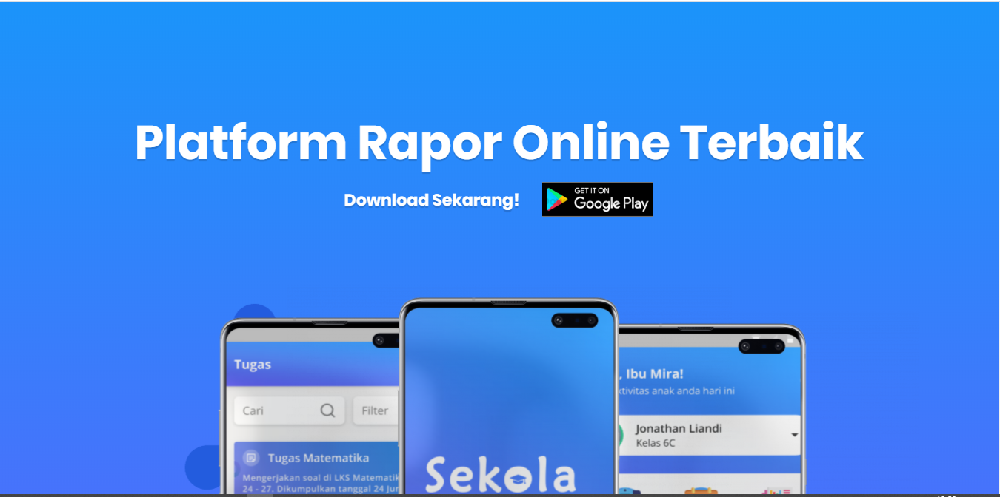 Platform Rapor Online Terbaik
Download Sekarang!
GET IT ON
Google Play
Tugas
Cari
Filter
Tugas Matematika
Mengerjakan soal di LKS Matematik
24 - 27. Dikumpulkan tanggal 24 Jun
Sekola
, Ibu Mira!
ktivitas anak anda hari ini
Jonathan Liandi
Kelas 6C